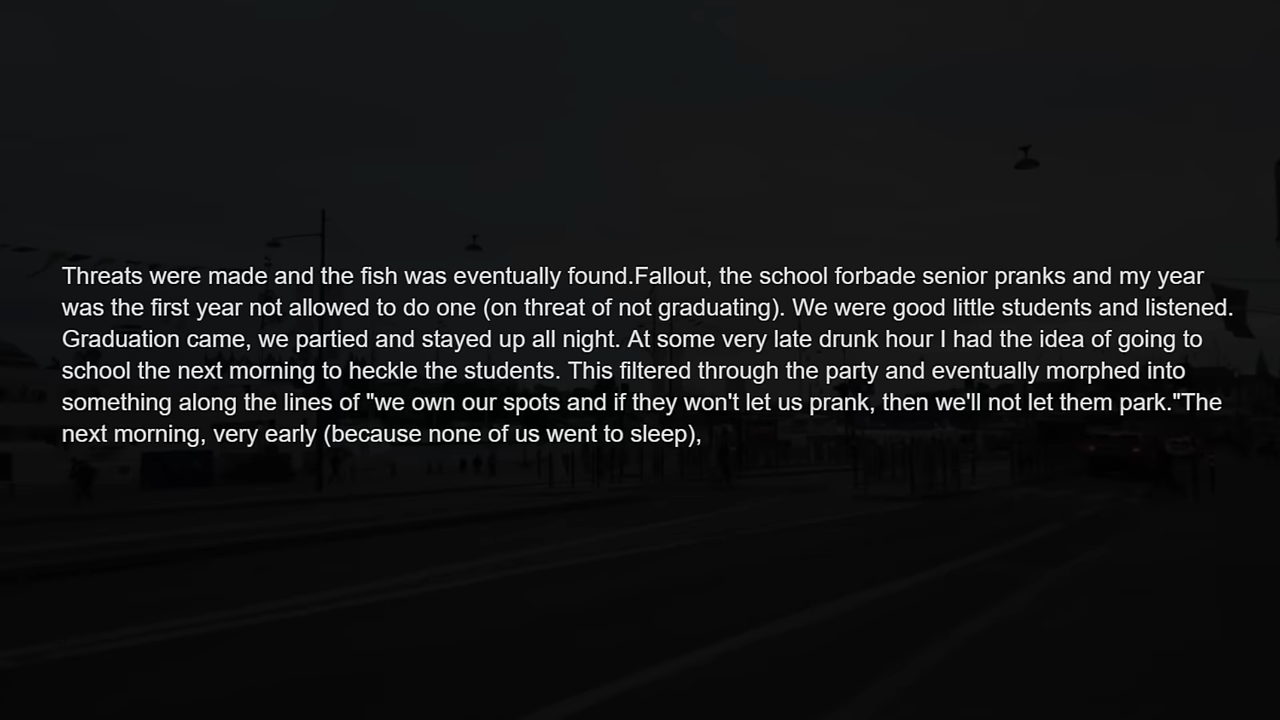 Threats were made and the fish was eventually found.Fallout, the school forbade senior pranks and my year
was the first year not allowed to do one (on threat of not graduating). We were good little students and listened.
Graduation came, we partied and stayed up all night. At some very late drunk hour I had the idea of going to
school the next morning to heckle the students. This filtered through the party and eventually morphed into
something along the lines of "we own our spots and if they won't let us prank, then we'll not let them park."The
next morning, very early (because none of us went to sleep),